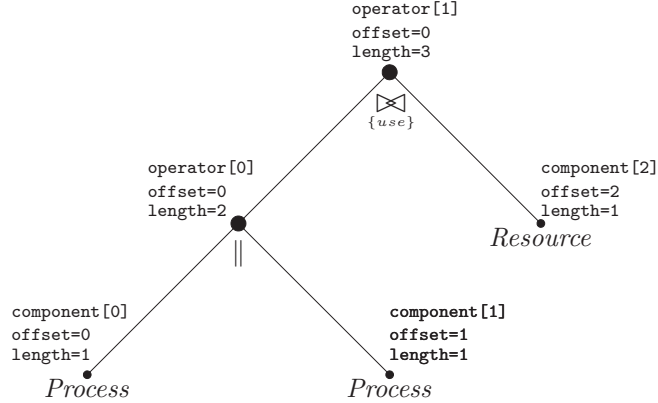 operator[1]
offset=0
length=3
⋈
{use}
operator[0]
offset=0
length=2
||
component[2]
offset=2
length=1
Resource
component[0]
offset=0
length=1
Process
component[1]
offset=1
length=1
Process